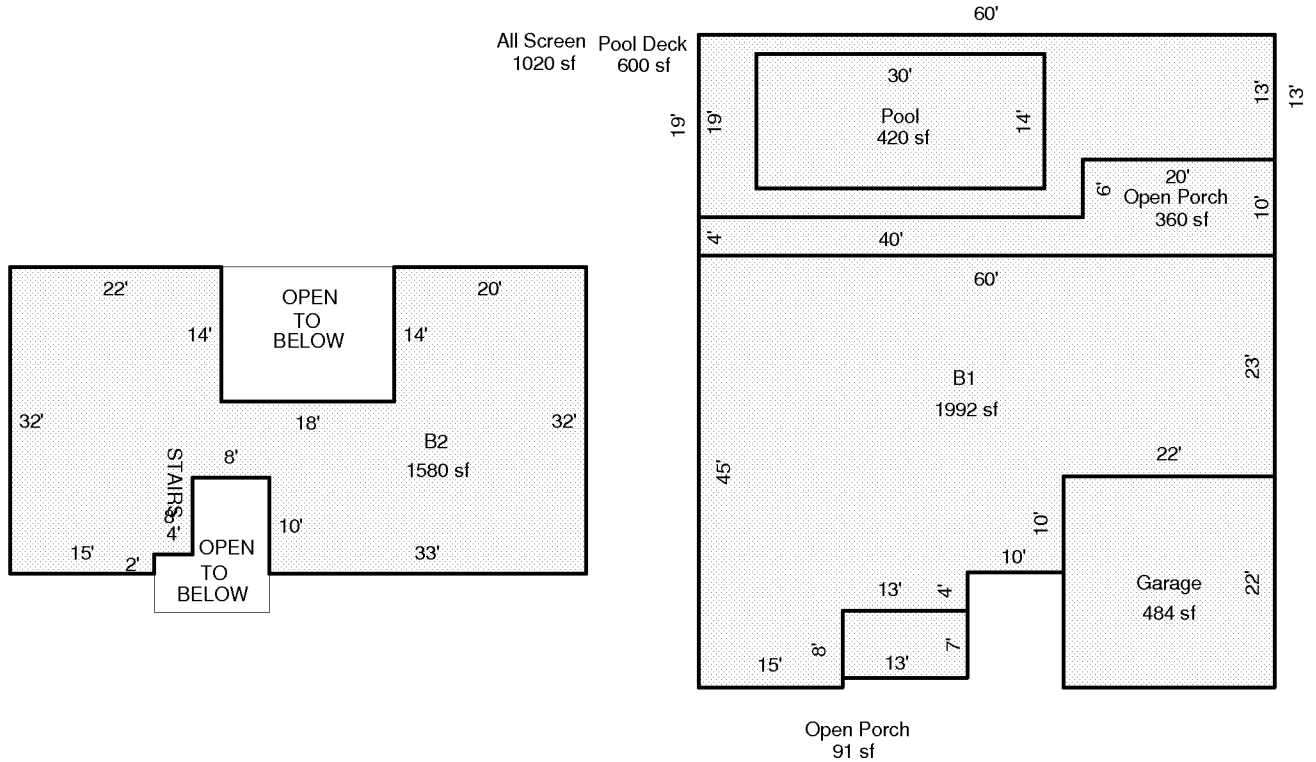 60'
All Screen
1020 sf
Pool Deck
600 sf
30'
Pool
420 sf
14'
19'
19'
13'
13'
20'
Open Porch
360 sf
6'
10'
4'
40'
60'
B1
1992 sf
23'
45'
22'
10'
10'
13'
4'
Garage
484 sf
22'
15'
8'
13'
7'
Open Porch
91 sf
22'
OPEN
TO
BELOW
20'
14'
14'
32'
18'
32'
B2
1580 sf
STAIRS
8'
8'
4'
10'
15'
2'
OPEN
TO
BELOW
33'